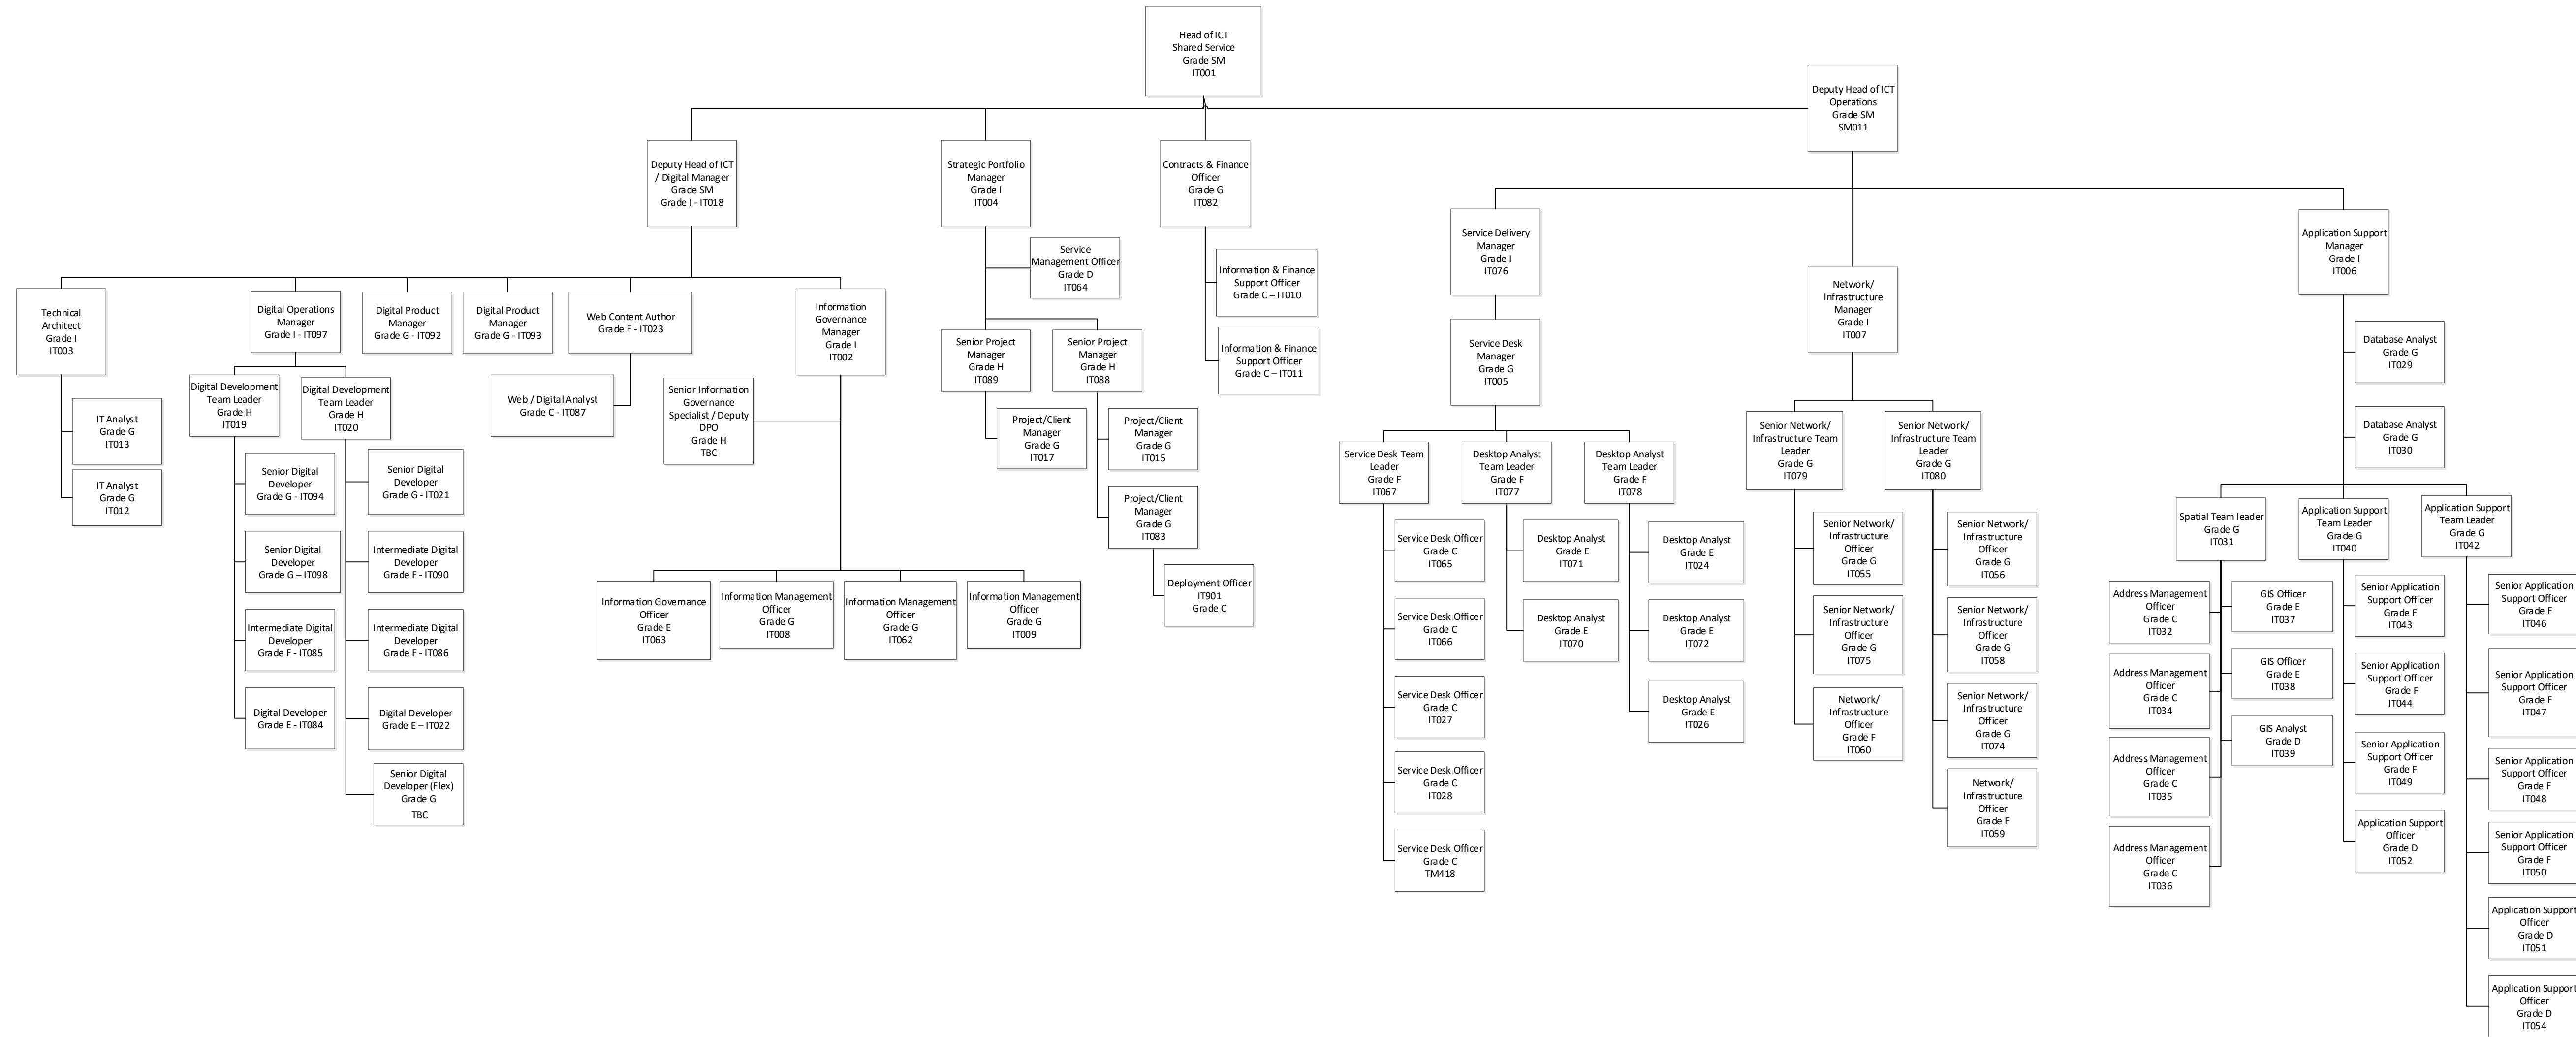 Head of ICT
Shared Service
Grade SM
IT001
Deputy Head of ICT
Operations
Grade SM
SM011
Deputy Head of ICT
/ Digital Manager
Grade SM
Grade I - IT018
Strategic Portfolio
Manager
Grade I
IT004
Contracts & Finance
Officer
Grade G
IT082
Service Delivery
Manager
Grade I
IT076
Application Support
Manager
Grade I
IT006
Service
Management Officer
Grade D
IT064
Information & Finance
Support Officer
Grade C – IT010
Network/
Infrastructure
Manager
Grade I
IT007
Technical
Architect
Grade I
IT003
Digital Operations
Manager
Grade I - IT097
Digital Product
Manager
Grade G - IT092
Digital Product
Manager
Grade G - IT093
Web Content Author
Grade F - IT023
Information
Governance
Manager
Grade I
IT002
Senior Project
Manager
Grade H
IT089
Senior Project
Manager
Grade H
IT088
Information & Finance
Support Officer
Grade C – IT011
Service Desk
Manager
Grade G
IT005
Database Analyst
Grade G
IT029
Digital Development
Team Leader
Grade H
IT019
Digital Development
Team Leader
Grade H
IT020
Web / Digital Analyst
Grade C - IT087
Senior Information
Governance
Specialist / Deputy
DPO
Grade H
TBC
IT Analyst
Grade G
IT013
IT Analyst
Grade G
IT012
Project/Client
Manager
Grade G
IT017
Project/Client
Manager
Grade G
IT015
Project/Client
Manager
Grade G
IT083
Deployment Officer
IT901
Grade C
Database Analyst
Grade G
IT030
Senior Network/
Infrastructure Team
Leader
Grade G
IT079
Senior Network/
Infrastructure Team
Leader
Grade G
IT080
Service Desk Team
Leader
Grade F
IT067
Desktop Analyst
Team Leader
Grade F
IT077
Desktop Analyst
Team Leader
Grade F
IT078
Spatial Team leader
Grade G
IT031
Application Support
Team Leader
Grade G
IT040
Application Support
Team Leader
Grade G
IT042
Senior Digital
Developer
Grade G - IT094
Senior Digital
Developer
Grade G – IT098
Intermediate Digital
Developer
Grade F - IT085
Digital Developer
Grade E - IT084
Senior Digital
Developer
Grade G - IT021
Intermediate Digital
Developer
Grade F - IT090
Intermediate Digital
Developer
Grade F - IT086
Digital Developer
Grade E – IT022
Senior Digital
Developer (Flex)
Grade G
TBC
Information Governance
Officer
Grade E
IT063
Information Management
Officer
Grade G
IT008
Information Management
Officer
Grade G
IT062
Information Management
Officer
Grade G
IT009
Service Desk Officer
Grade C
IT065
Service Desk Officer
Grade C
IT066
Service Desk Officer
Grade C
IT027
Service Desk Officer
Grade C
IT028
Service Desk Officer
Grade C
TM418
Desktop Analyst
Grade E
IT071
Desktop Analyst
Grade E
IT070
Desktop Analyst
Grade E
IT024
Desktop Analyst
Grade E
IT072
Desktop Analyst
Grade E
IT026
Senior Network/
Infrastructure
Officer
Grade G
IT055
Senior Network/
Infrastructure
Officer
Grade G
IT075
Network/
Infrastructure
Officer
Grade F
IT060
Senior Network/
Infrastructure
Officer
Grade G
IT056
Senior Network/
Infrastructure
Officer
Grade G
IT058
Senior Network/
Infrastructure
Officer
Grade G
IT074
Network/
Infrastructure
Officer
Grade F
IT059
Address Management
Officer
Grade C
IT032
Address Management
Officer
Grade C
IT034
Address Management
Officer
Grade C
IT035
Address Management
Officer
Grade C
IT036
GIS Officer
Grade E
IT037
GIS Officer
Grade E
IT038
GIS Analyst
Grade D
IT039
Senior Application
Support Officer
Grade F
IT043
Senior Application
Support Officer
Grade F
IT044
Senior Application
Support Officer
Grade F
IT049
Application Support
Officer
Grade D
IT052
Senior Application
Support Officer
Grade F
IT046
Senior Application
Support Officer
Grade F
IT047
Senior Application
Support Officer
Grade F
IT048
Senior Application
Support Officer
Grade F
IT050
Application Support
Officer
Grade D
IT051
Application Support
Officer
Grade D
IT054